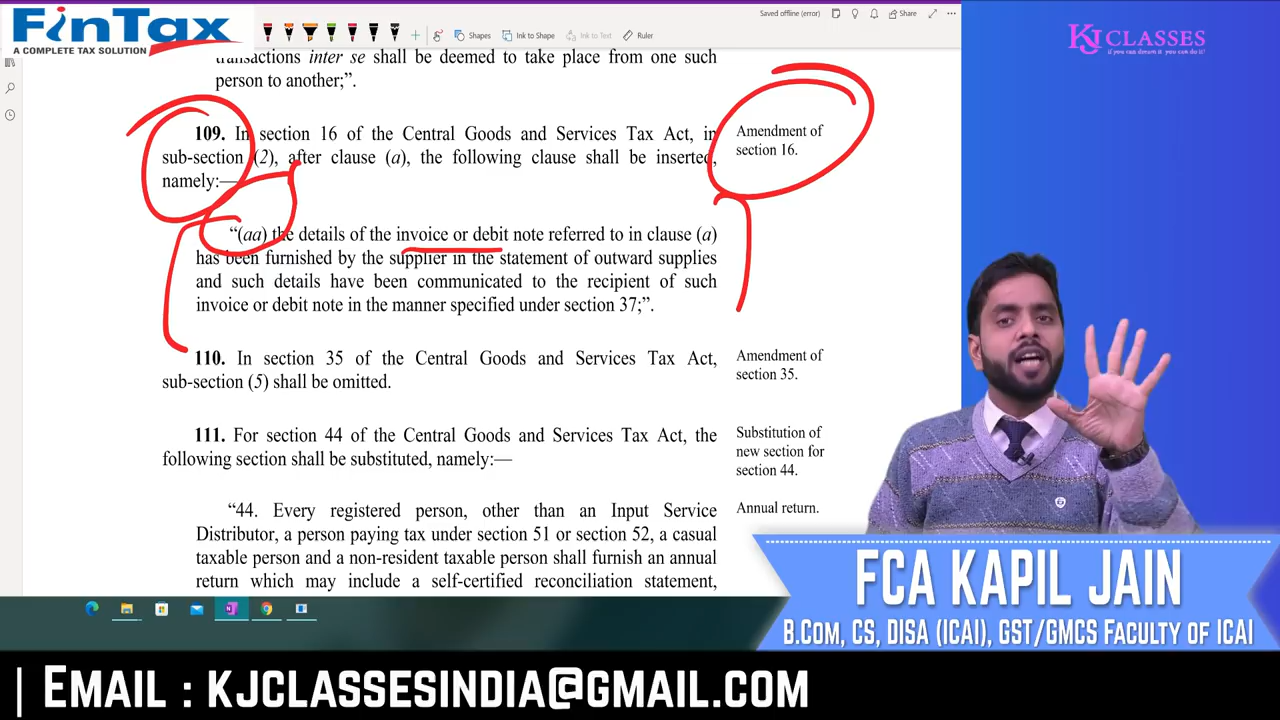 FinTax
A COMPLETE TAX SOLUTION
Saved offline (error)
Share
Shapes
Ink to Shape
Ink to Text
Ruler
KJ CLASSES
if you can dream it you can do it!
transactions inter se shall be deemed to take place from one such
person to another;”.
109. In section 16 of the Central Goods and Services Tax Act, in
sub-section (2), after clause (a), the following clause shall be inserted,
namely:—
Amendment of
section 16.
“(aa) the details of the invoice or debit note referred to in clause (a)
has been furnished by the supplier in the statement of outward supplies
and such details have been communicated to the recipient of such
invoice or debit note in the manner specified under section 37;”.
110. In section 35 of the Central Goods and Services Tax Act,
sub-section (5) shall be omitted.
Amendment of
section 35.
111. For section 44 of the Central Goods and Services Tax Act, the
following section shall be substituted, namely:—
Substitution of
new section for
section 44.
“44. Every registered person, other than an Input Service
Distributor, a person paying tax under section 51 or section 52, a casual
taxable person and a non-resident taxable person shall furnish an annual
return which may include a self-certified reconciliation statement,
Annual return.
FCA KAPIL JAIN
B.COM, CS, DISA (ICAI), GST/GMCS FACULTY OF ICAI
| EMAIL : KJCLASSESINDIA@GMAIL.COM